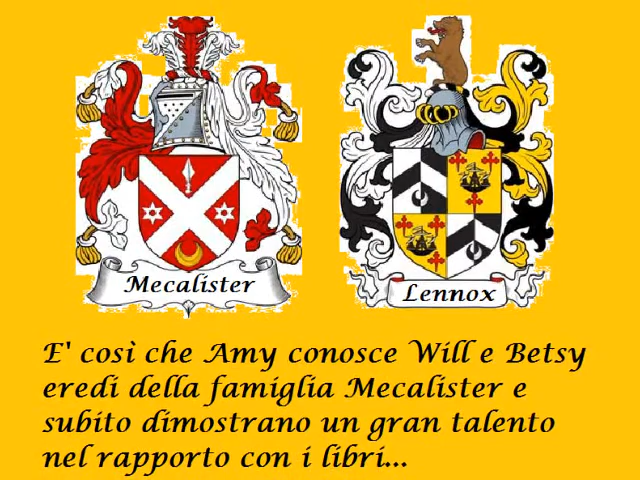 Mecalister
Lennox
E' così che Amy conosce Will e Betsy
eredi della famiglia Mecalister e
subito dimostrano un gran talento
nel rapporto con i libri...